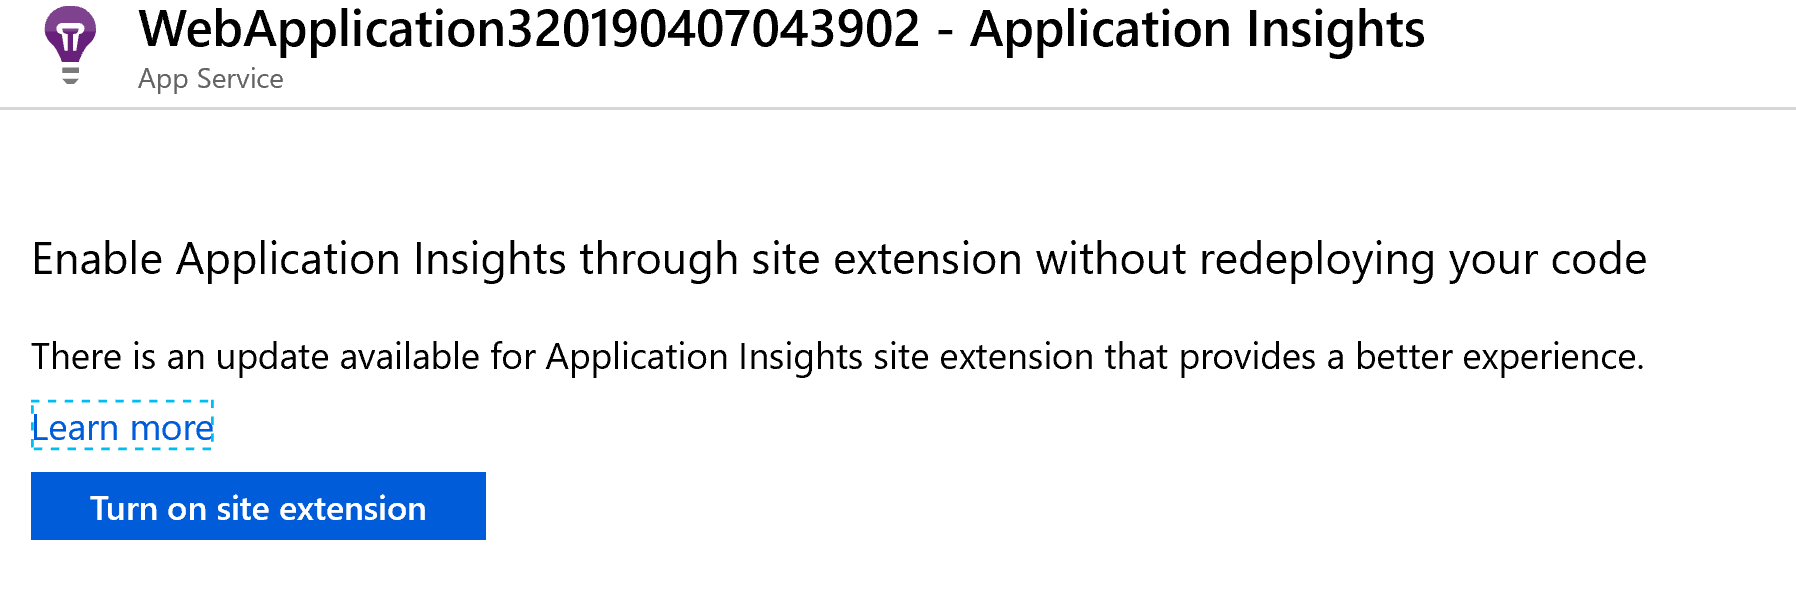 WebApplication320190407043902 - Application Insights
App Service
Enable Application Insights through site extension without redeploying your code
There is an update available for Application Insights site extension that provides a better experience.
Learn more
Turn on site extension